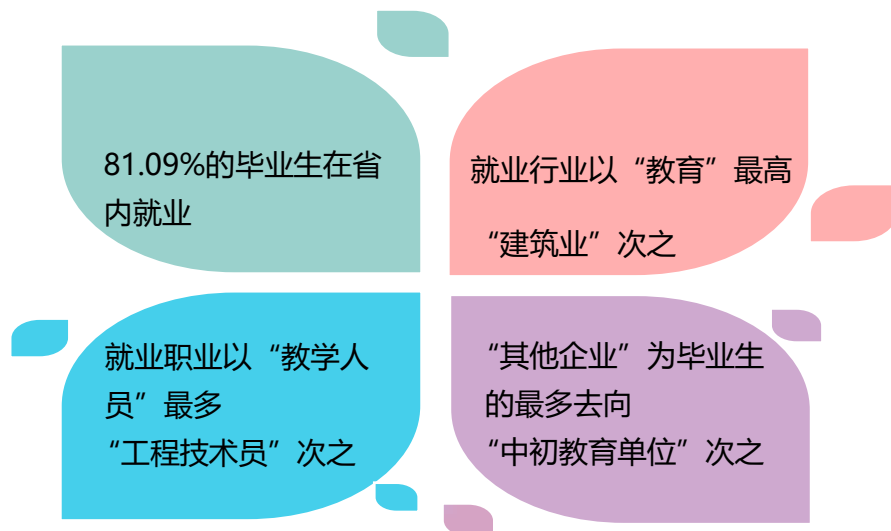 81.09%的毕业生在省
内就业
就业行业以“教育”最高
“建筑业”次之
就业职业以“教学人
员”最多
“工程技术员”次之
“其他企业”为毕业生
的最多去向
“中初教育单位”次之